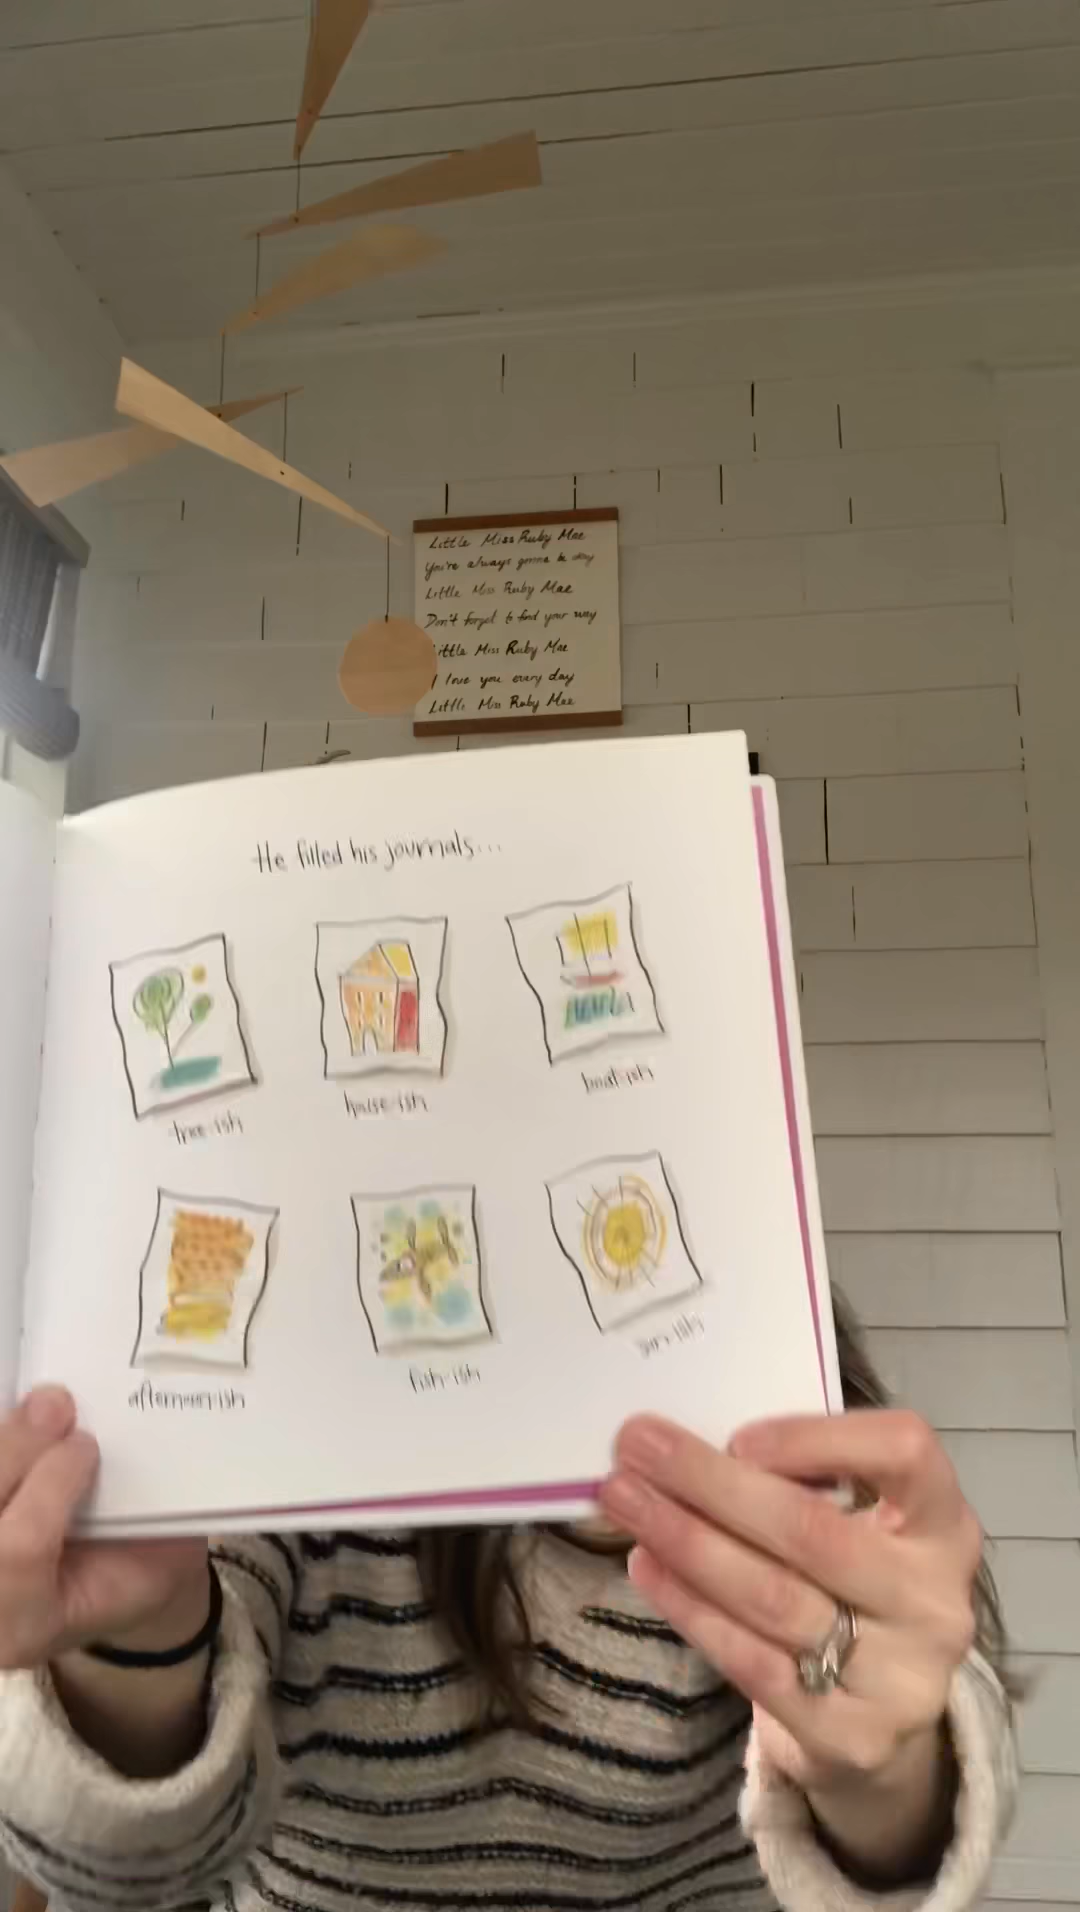 Little Miss Ruby Mae
You're always gonna be okay
Little Miss Ruby Mae
Don't forget to find your way
Little Miss Ruby Mae
I love you every day
Little Miss Ruby Mae
He filled his journals...
tree-ish
house-ish
boat-ish
afternoon-ish
fish-ish
sun-ish